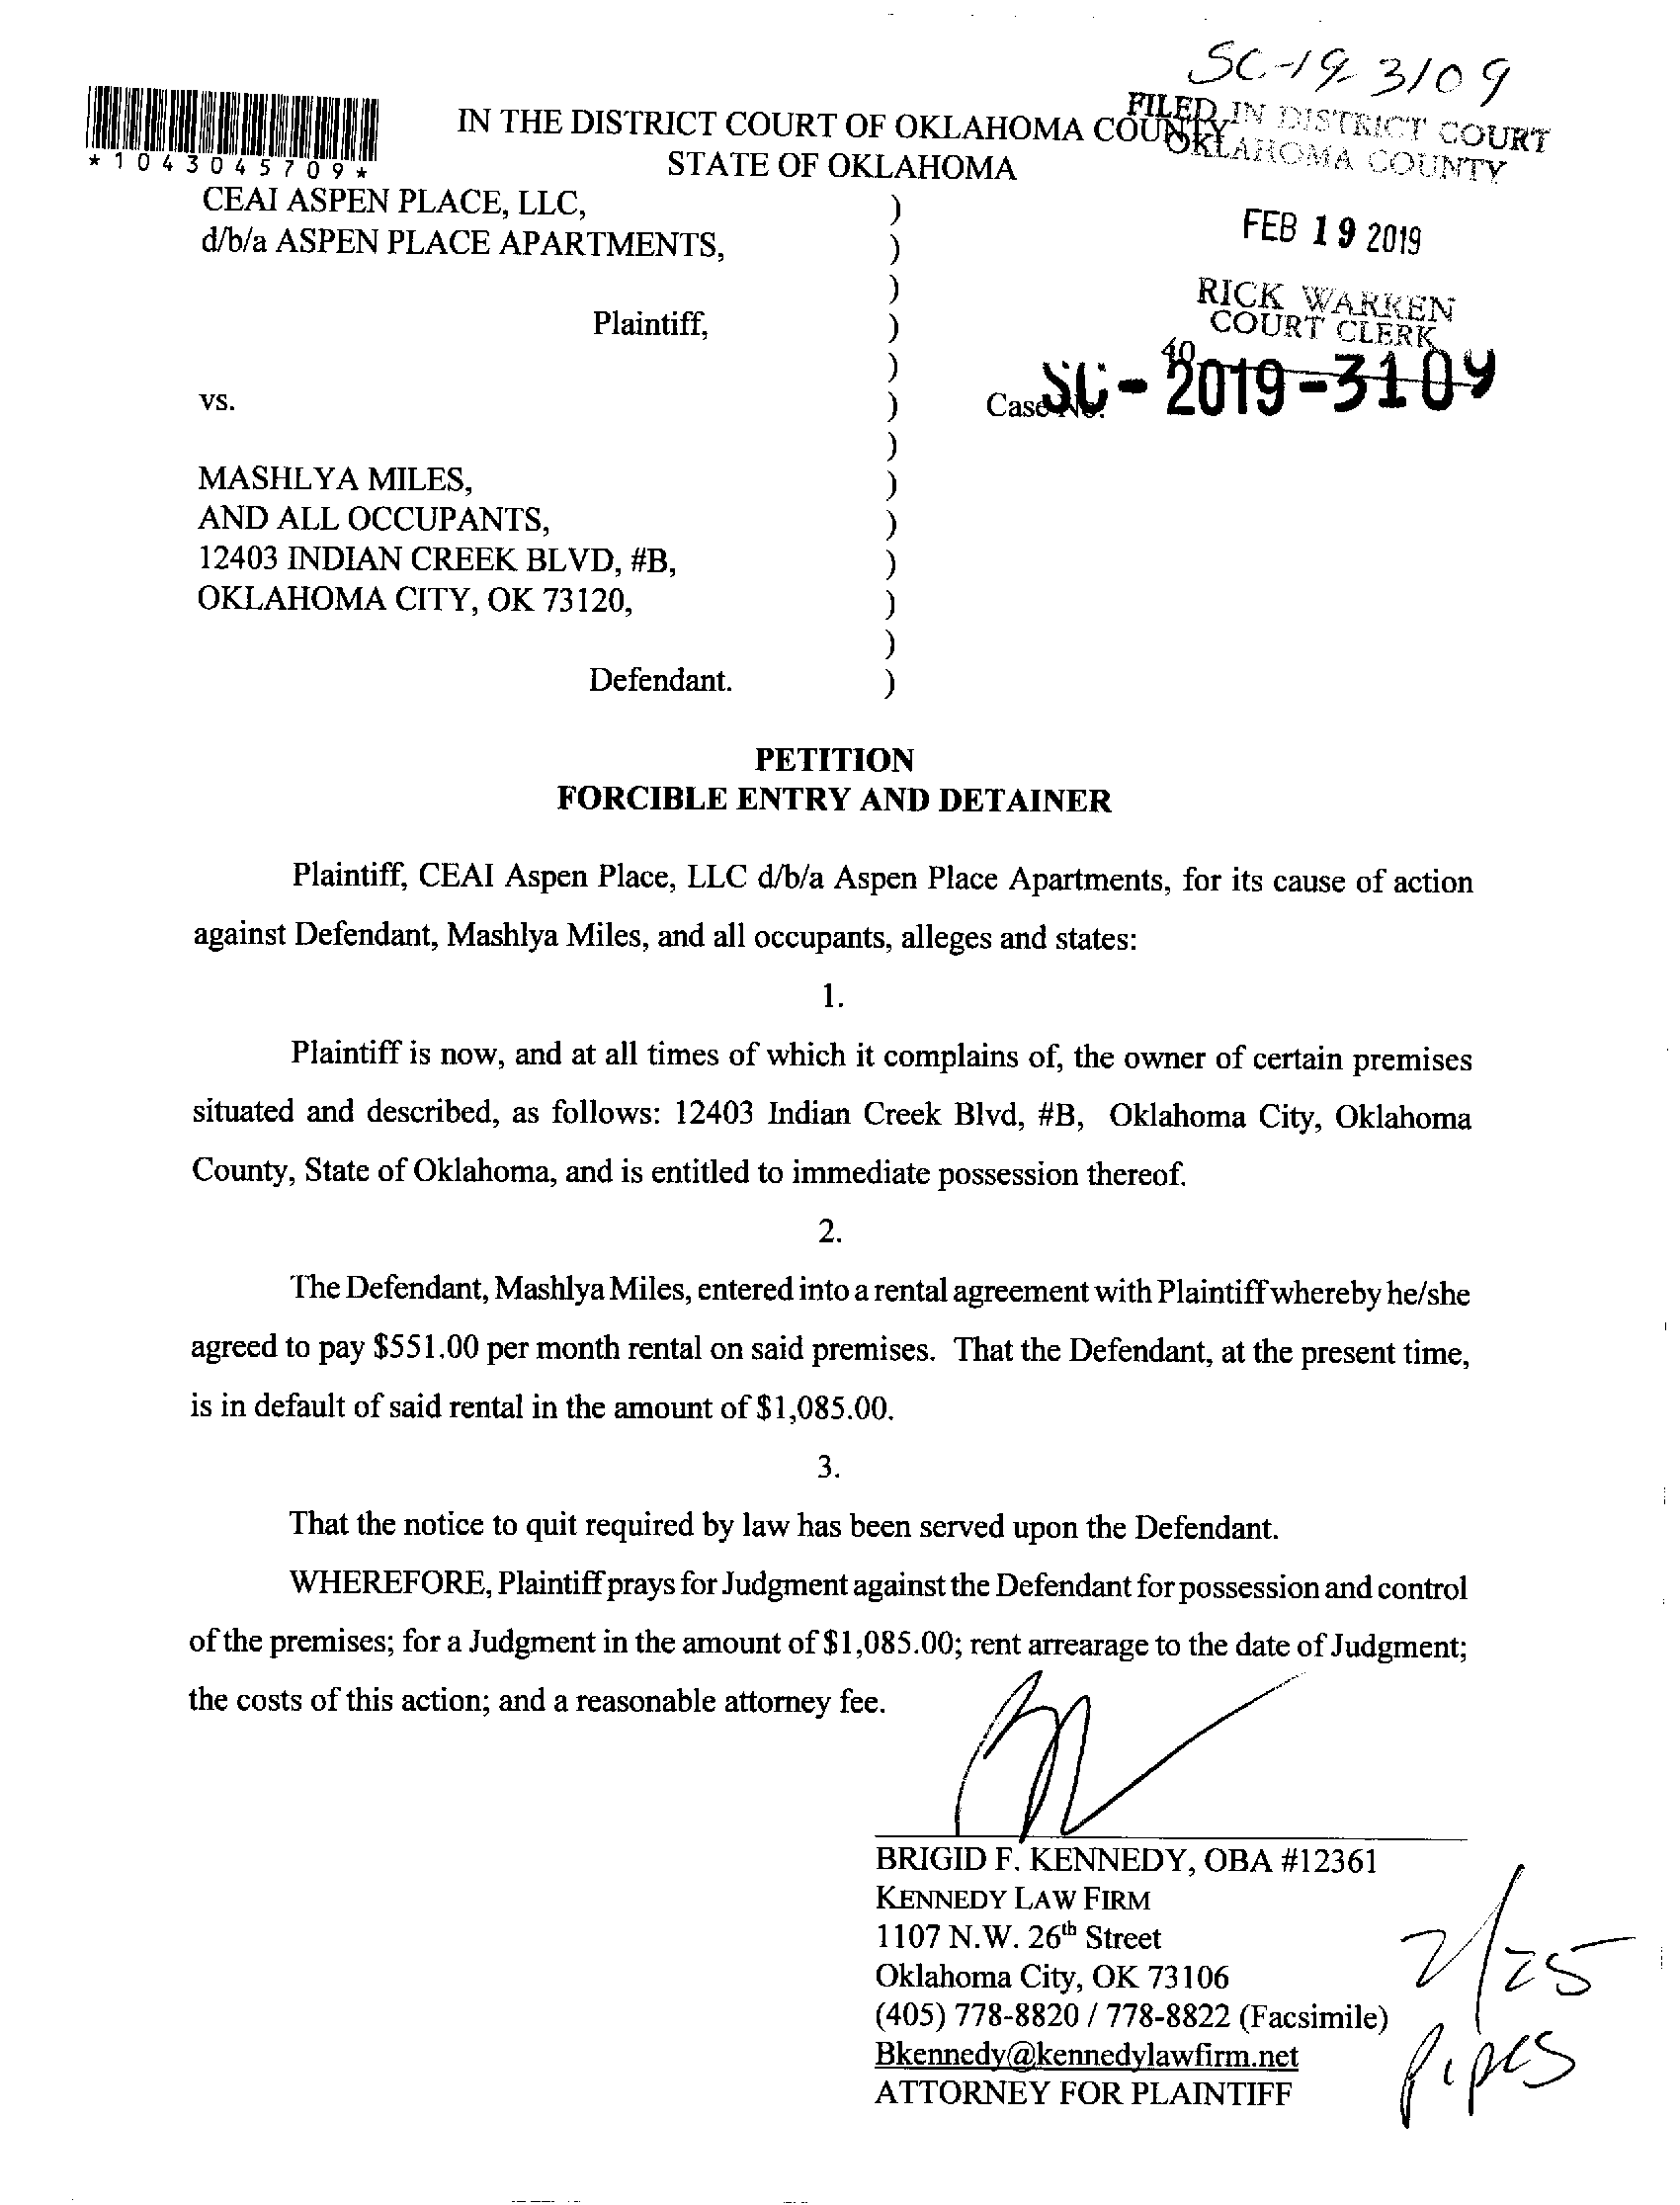 SC-19-3109
*1043045709*
IN THE DISTRICT COURT OF OKLAHOMA COUNTY
STATE OF OKLAHOMA
FILED IN DISTRICT COURT
OKLAHOMA COUNTY
FEB 19 2019
RICK WARREN
COURT CLERK
40
CEAI ASPEN PLACE, LLC, )
d/b/a ASPEN PLACE APARTMENTS, )
)
Plaintiff, )
)
vs. ) Case No. SC-2019-3109
)
MASHLYA MILES, )
AND ALL OCCUPANTS, )
12403 INDIAN CREEK BLVD, #B, )
OKLAHOMA CITY, OK 73120, )
)
Defendant. )
PETITION
FORCIBLE ENTRY AND DETAINER
Plaintiff, CEAI Aspen Place, LLC d/b/a Aspen Place Apartments, for its cause of action
against Defendant, Mashlya Miles, and all occupants, alleges and states:
1.
Plaintiff is now, and at all times of which it complains of, the owner of certain premises
situated and described, as follows: 12403 Indian Creek Blvd, #B, Oklahoma City, Oklahoma
County, State of Oklahoma, and is entitled to immediate possession thereof.
2.
The Defendant, Mashlya Miles, entered into a rental agreement with Plaintiff whereby he/she
agreed to pay $551.00 per month rental on said premises. That the Defendant, at the present time,
is in default of said rental in the amount of $1,085.00.
3.
That the notice to quit required by law has been served upon the Defendant.
WHEREFORE, Plaintiff prays for Judgment against the Defendant for possession and control
of the premises; for a Judgment in the amount of $1,085.00; rent arrearage to the date of Judgment;
the costs of this action; and a reasonable attorney fee.
BRIGID F. KENNEDY, OBA #12361
KENNEDY LAW FIRM
1107 N.W. 26th Street
Oklahoma City, OK 73106
(405) 778-8820 / 778-8822 (Facsimile)
Bkennedy@kennedylawfirm.net
ATTORNEY FOR PLAINTIFF
2/25
Pipes